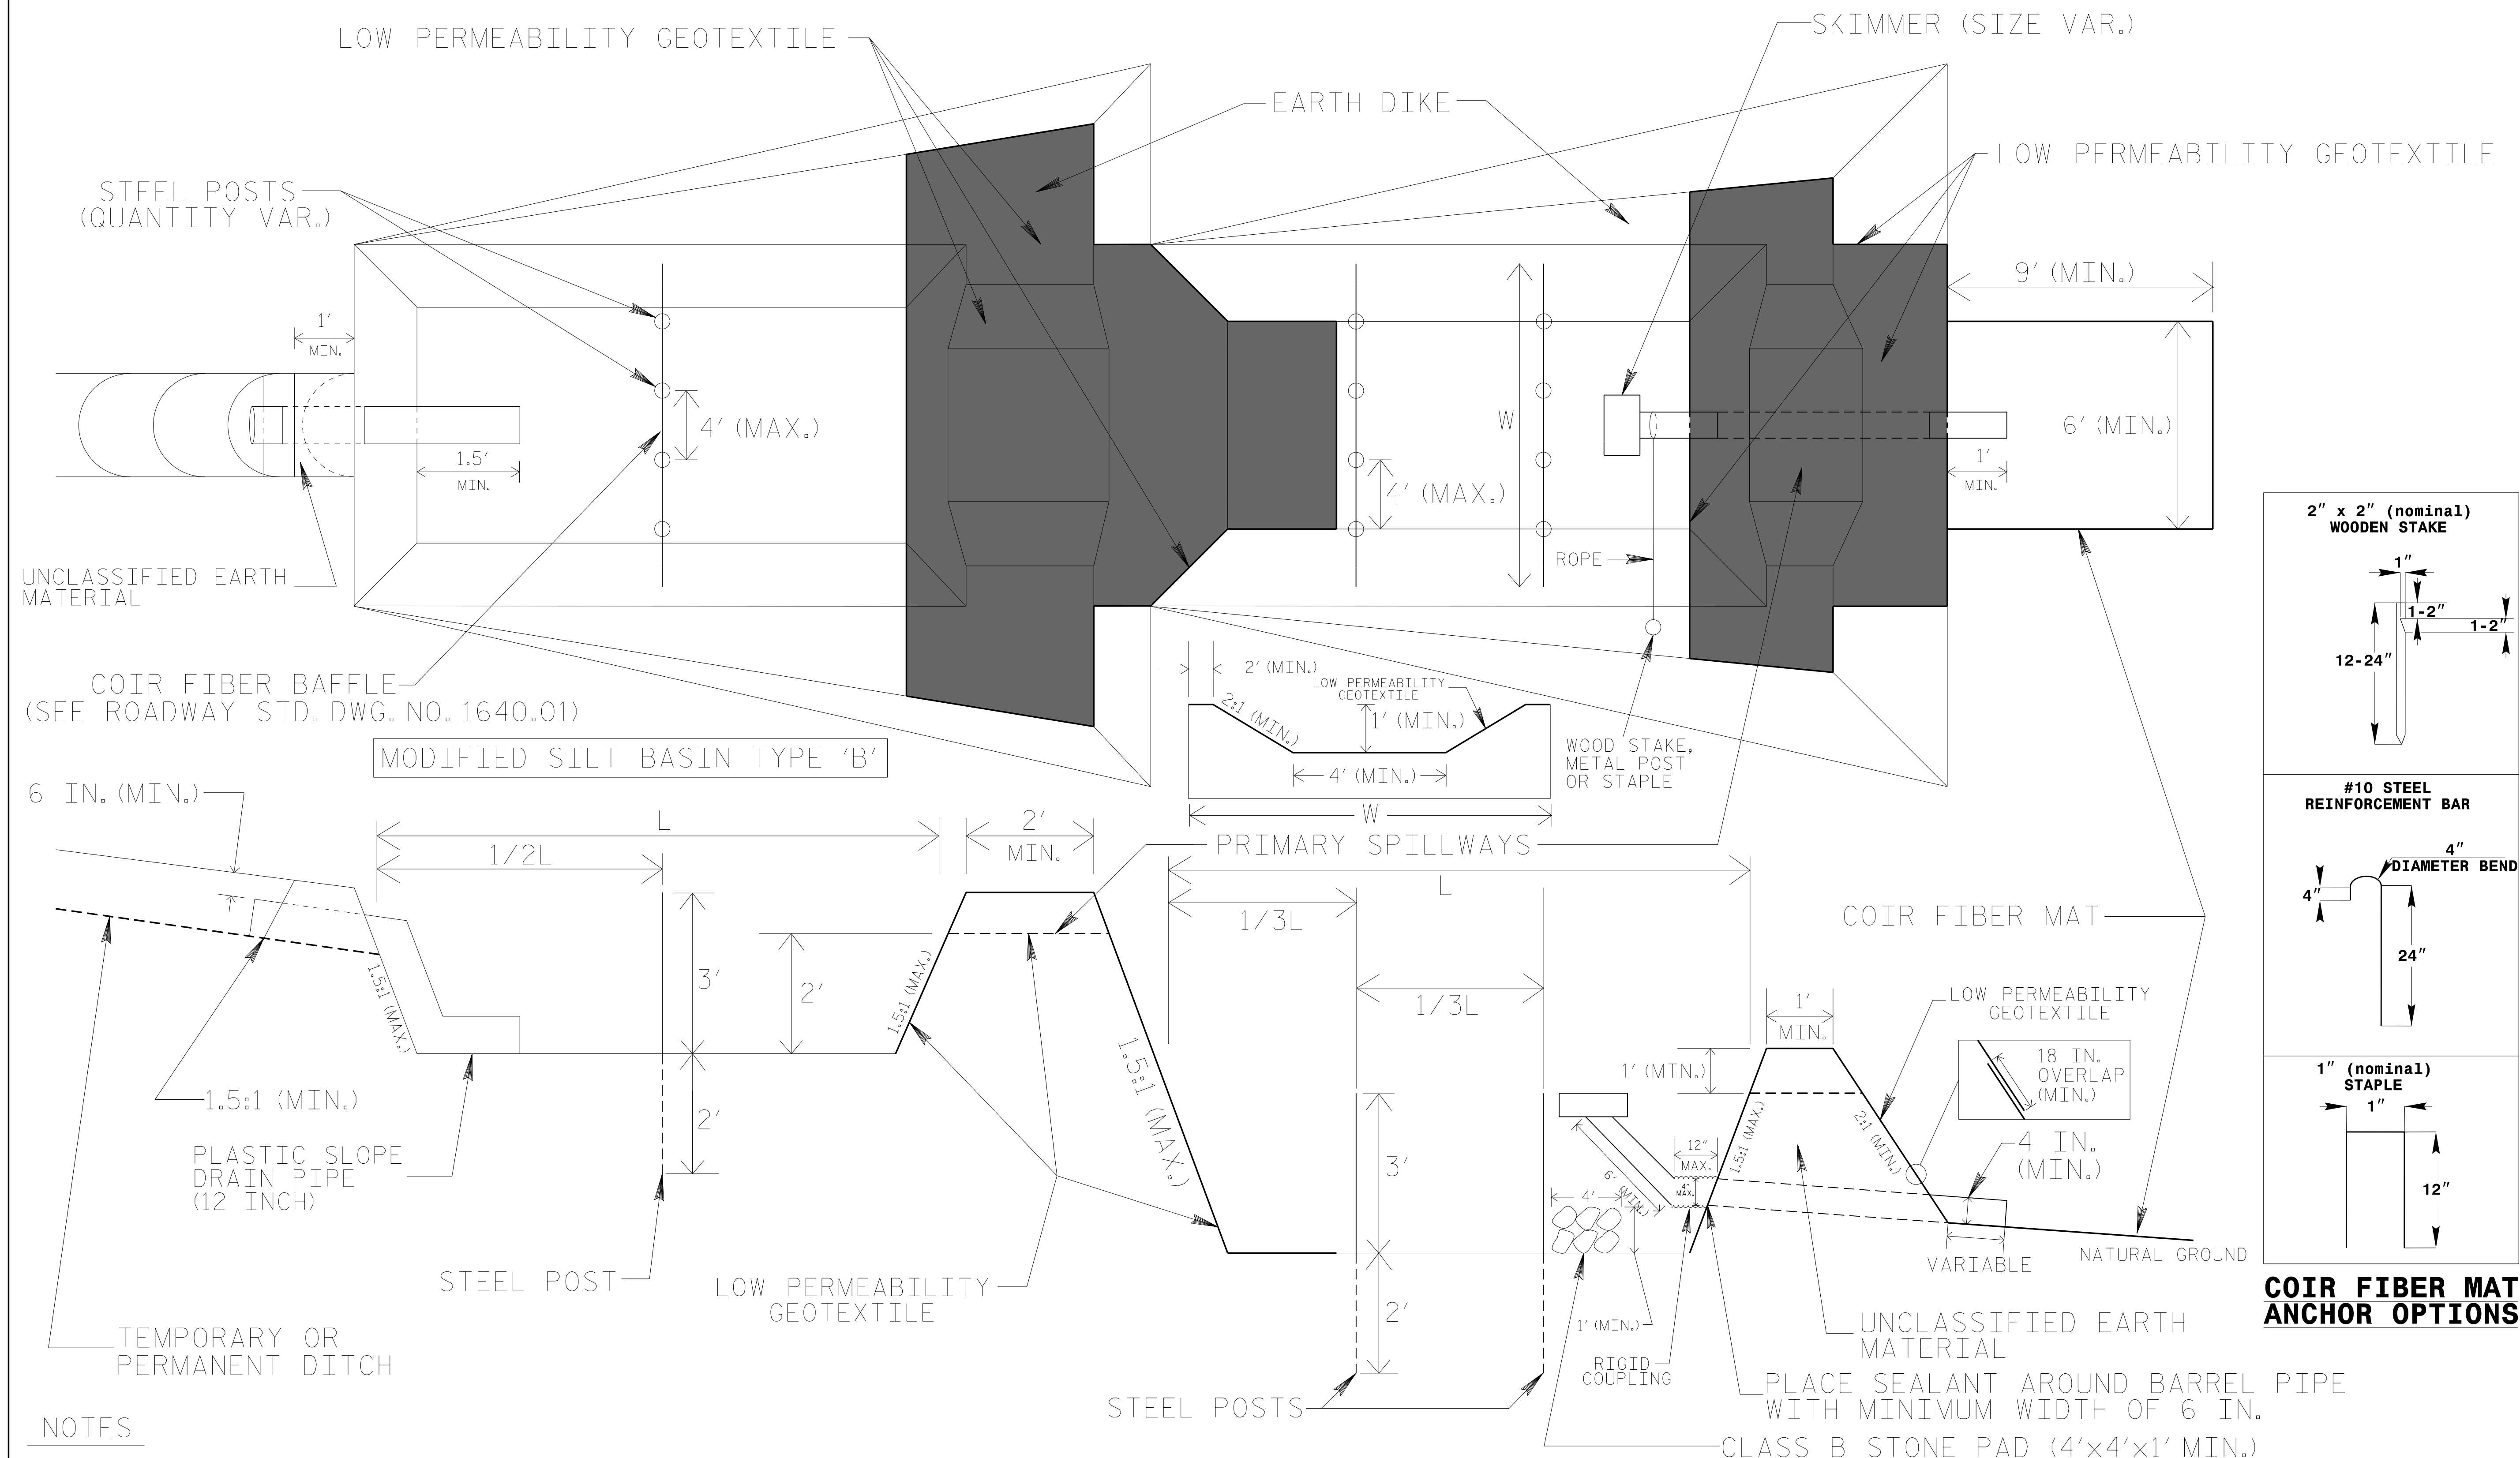 LOW PERMEABILITY GEOTEXTILE
SKIMMER (SIZE VAR.)
EARTH DIKE
LOW PERMEABILITY GEOTEXTILE
STEEL POSTS
(QUANTITY VAR.)
9' (MIN.)
1'
MIN.
4' (MAX.)
W
6' (MIN.)
1.5'
MIN.
4' (MAX.)
1'
MIN.
ROPE
UNCLASSIFIED EARTH
MATERIAL
COIR FIBER BAFFLE
(SEE ROADWAY STD. DWG. NO. 1640.01)
MODIFIED SILT BASIN TYPE 'B'
2' (MIN.)
LOW PERMEABILITY
GEOTEXTILE
2:1 (MIN.)
1' (MIN.)
4' (MIN.)
W
WOOD STAKE,
METAL POST
OR STAPLE
2" x 2" (nominal)
WOODEN STAKE
1"
1-2"
1-2"
12-24"
#10 STEEL
REINFORCEMENT BAR
4"
DIAMETER BEND
4"
24"
1" (nominal)
STAPLE
1"
12"
COIR FIBER MAT
ANCHOR OPTIONS
6 IN. (MIN.)
L
2'
MIN.
PRIMARY SPILLWAYS
1/2L
L
1/3L
COIR FIBER MAT
1.5:1 (MAX.)
3'
2'
1.5:1 (MAX.)
1/3L
1'
MIN.
LOW PERMEABILITY
GEOTEXTILE
1.5:1 (MAX.)
1' (MIN.)
18 IN.
OVERLAP
(MIN.)
1.5:1 (MIN.)
2'
3'
6' (MIN.)
12"
MAX.
1.5:1 (MAX.)
2:1 (MIN.)
4 IN.
(MIN.)
PLASTIC SLOPE
DRAIN PIPE
(12 INCH)
4'
4"
MAX.
STEEL POST
LOW PERMEABILITY
GEOTEXTILE
2'
VARIABLE
NATURAL GROUND
1' (MIN.)
RIGID
COUPLING
UNCLASSIFIED EARTH
MATERIAL
TEMPORARY OR
PERMANENT DITCH
STEEL POSTS
PLACE SEALANT AROUND BARREL PIPE
WITH MINIMUM WIDTH OF 6 IN.
CLASS B STONE PAD (4'x4'x1' MIN.)
NOTES